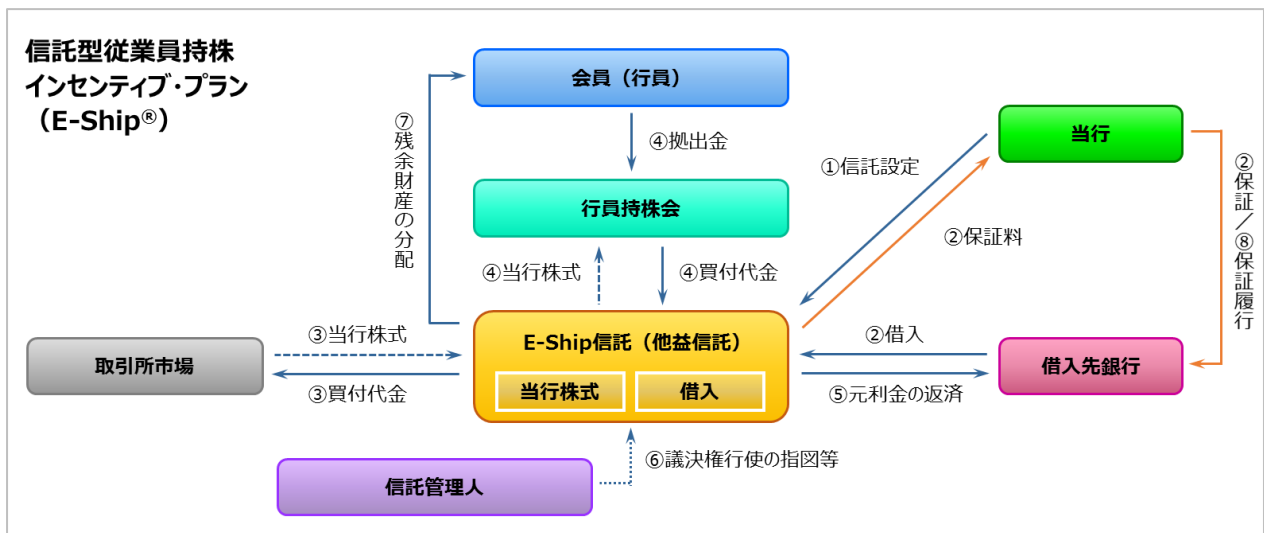 信託型従業員持株
インセンティブ・プラン
（E-Ship®）
会員（行員）
⑦残余財産の分配
④拠出金
当行
①信託設定
②保証／⑧保証履行
行員持株会
②保証料
④当行株式
④買付代金
③当行株式
E-Ship信託（他益信託）
②借入
取引所市場
当行株式
借入
借入先銀行
③買付代金
⑤元利金の返済
⑥議決権行使の指図等
信託管理人